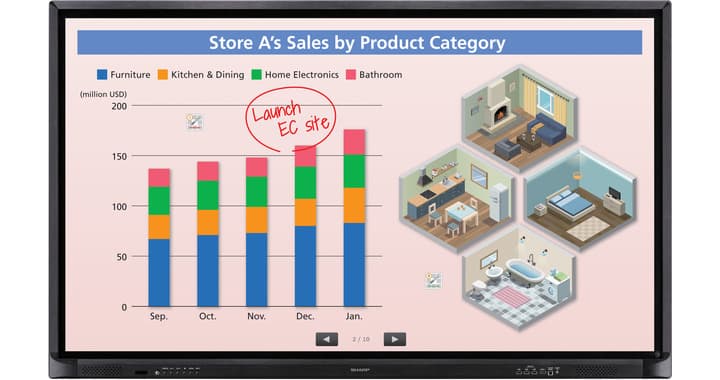 Store A's Sales by Product Category
Furniture Kitchen & Dining Home Electronics Bathroom
(million USD)
200
Launch
EC site
150
100
50
0
Sep. Oct. Nov. Dec. Jan.
2 / 10
SHARP